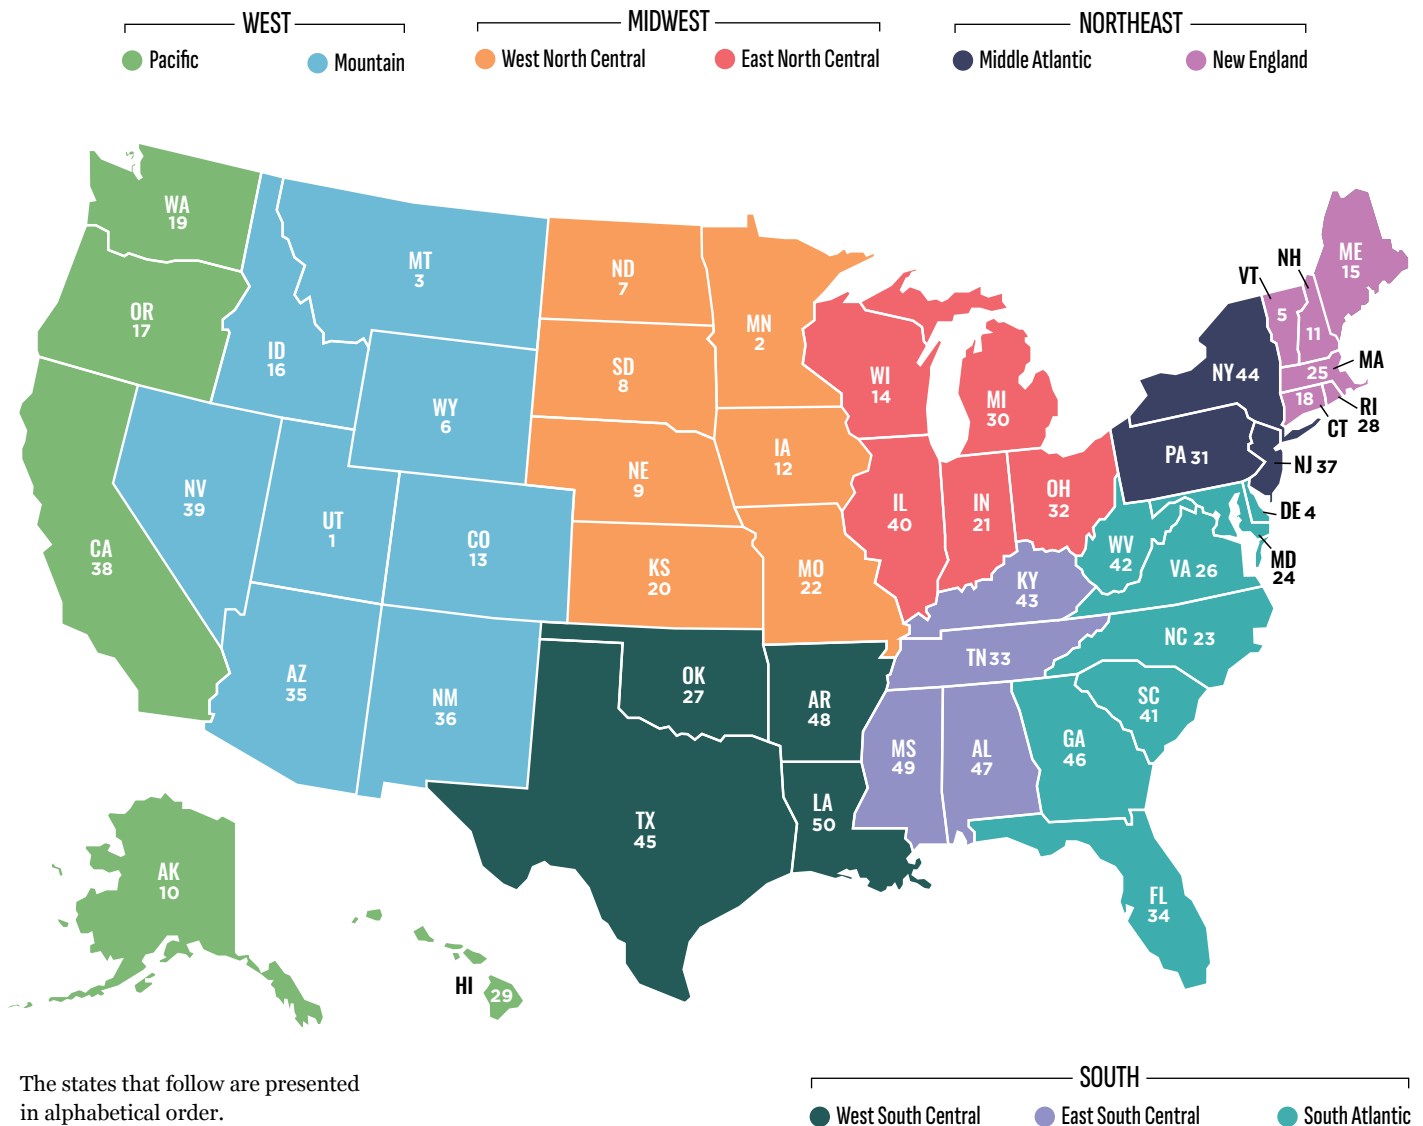 WEST
MIDWEST
NORTHEAST
Pacific
Mountain
West North Central
East North Central
Middle Atlantic
New England
WA
19
OR
17
CA
38
ID
16
NV
39
MT
3
WY
6
UT
1
CO
13
AZ
35
NM
36
ND
7
SD
8
NE
9
KS
20
MN
2
IA
12
MO
22
WI
14
MI
30
IL
40
IN
21
OH
32
NY 44
PA 31
NJ 37
VT
5
NH
11
ME
15
MA
25
CT
18
RI
28
DE 4
MD
24
WV
42
VA 26
NC 23
SC
41
GA
46
FL
34
KY
43
TN 33
MS
49
AL
47
OK
27
AR
48
TX
45
LA
50
AK
10
HI
29
The states that follow are presented
in alphabetical order.
SOUTH
West South Central
East South Central
South Atlantic